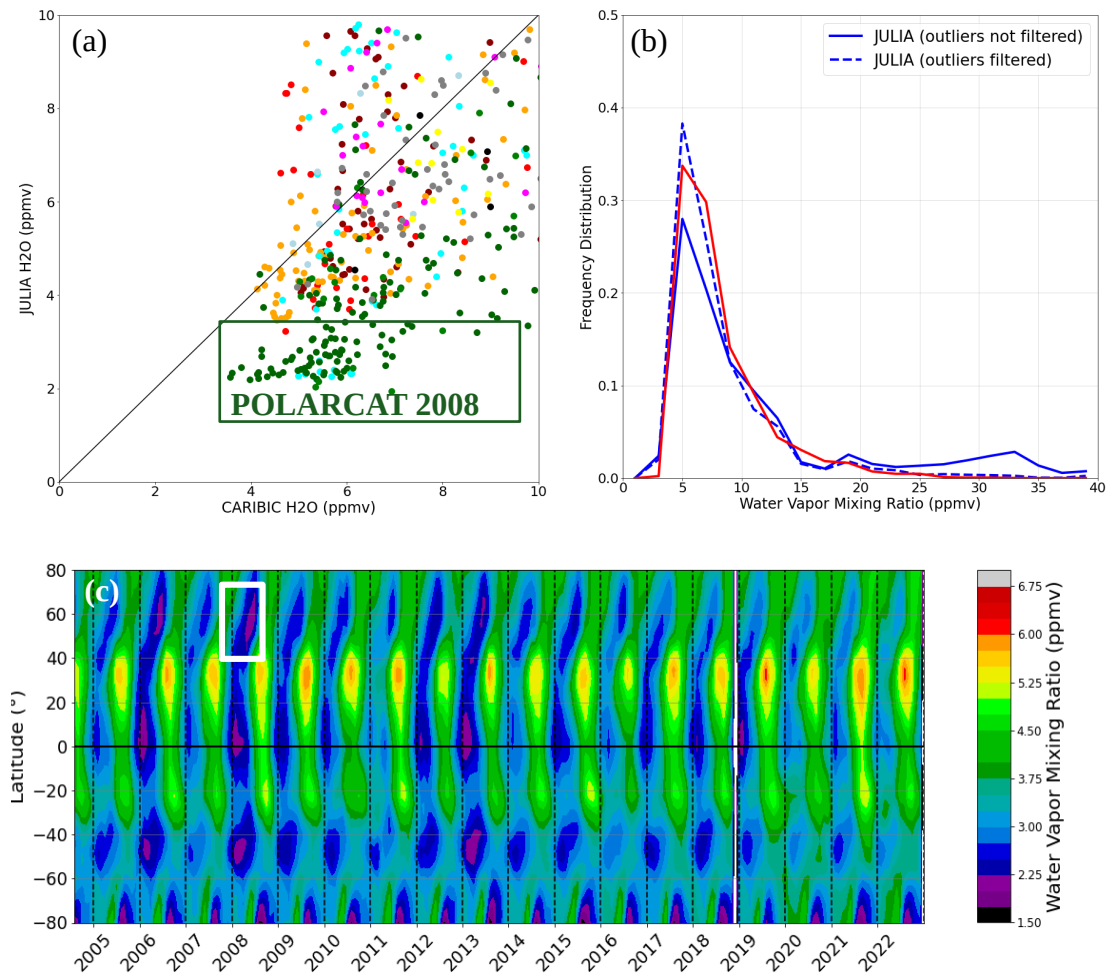 (a)
10
8
6
4
2
0
JULIA H2O (ppmv)
POLARCAT 2008
0 2 4 6 8 10
CARIBIC H2O (ppmv)
(b)
JULIA (outliers not filtered)
JULIA (outliers filtered)
0.5
0.4
0.3
0.2
0.1
0.0
Frequency Distribution
0 5 10 15 20 25 30 35 40
Water Vapor Mixing Ratio (ppmv)
(c)
80
60
40
20
0
−20
−40
−60
−80
Latitude (°)
2005 2006 2007 2008 2009 2010 2011 2012 2013 2014 2015 2016 2017 2018 2019 2020 2021 2022
6.75
6.00
5.25
4.50
3.75
3.00
2.25
1.50
Water Vapor Mixing Ratio (ppmv)